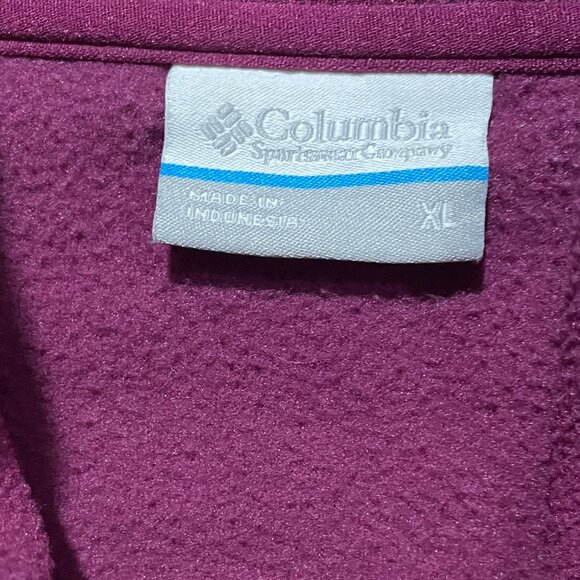 Columbia
Sportswear Company
MADE IN
INDONESIA
XL